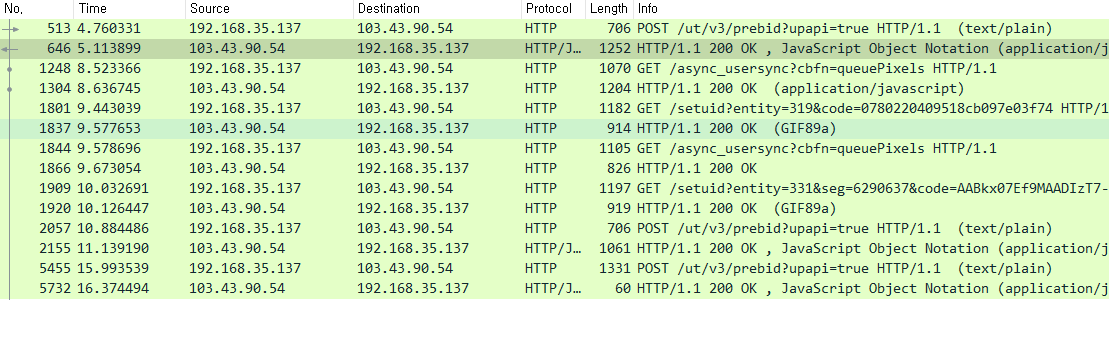 No. Time Source Destination Protocol Length Info
513 4.760331 192.168.35.137 103.43.90.54 HTTP 706 POST /ut/v3/prebid?upapi=true HTTP/1.1 (text/plain)
646 5.113899 103.43.90.54 192.168.35.137 HTTP/J… 1252 HTTP/1.1 200 OK , JavaScript Object Notation (application/j
1248 8.523366 192.168.35.137 103.43.90.54 HTTP 1070 GET /async_usersync?cbfn=queuePixels HTTP/1.1
1304 8.636745 103.43.90.54 192.168.35.137 HTTP 1204 HTTP/1.1 200 OK (application/javascript)
1801 9.443039 192.168.35.137 103.43.90.54 HTTP 1182 GET /setuid?entity=319&code=0780220409518cb097e03f74 HTTP/1
1837 9.577653 103.43.90.54 192.168.35.137 HTTP 914 HTTP/1.1 200 OK (GIF89a)
1844 9.578696 192.168.35.137 103.43.90.54 HTTP 1105 GET /async_usersync?cbfn=queuePixels HTTP/1.1
1866 9.673054 103.43.90.54 192.168.35.137 HTTP 826 HTTP/1.1 200 OK
1909 10.032691 192.168.35.137 103.43.90.54 HTTP 1197 GET /setuid?entity=331&seg=6290637&code=AABkx07Ef9MAADIzT7-
1920 10.126447 103.43.90.54 192.168.35.137 HTTP 919 HTTP/1.1 200 OK (GIF89a)
2057 10.884486 192.168.35.137 103.43.90.54 HTTP 706 POST /ut/v3/prebid?upapi=true HTTP/1.1 (text/plain)
2155 11.139190 103.43.90.54 192.168.35.137 HTTP/J… 1061 HTTP/1.1 200 OK , JavaScript Object Notation (application/j
5455 15.993539 192.168.35.137 103.43.90.54 HTTP 1331 POST /ut/v3/prebid?upapi=true HTTP/1.1 (text/plain)
5732 16.374494 103.43.90.54 192.168.35.137 HTTP/J… 60 HTTP/1.1 200 OK , JavaScript Object Notation (application/j